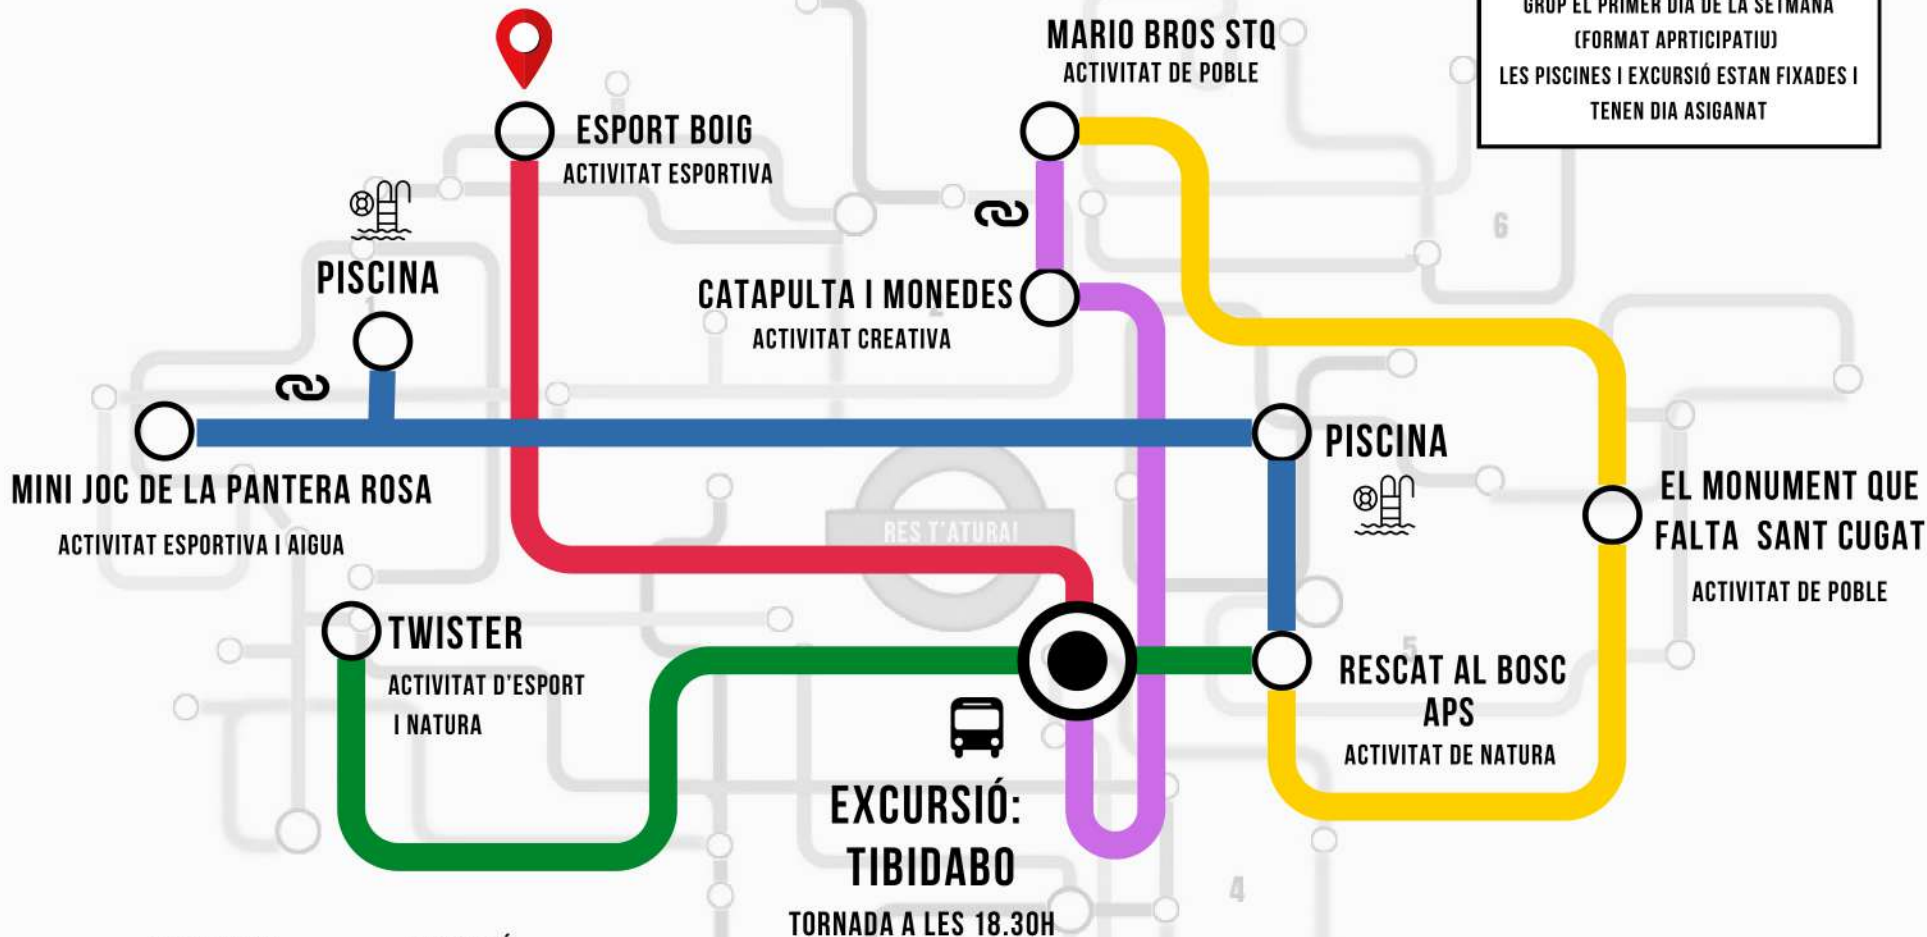 GRUP EL PRIMER DIA DE LA SETMANA
(FORMAT APRTICIPATIU)
LES PISCINES I EXCURSIÓ ESTAN FIXADES I
TENEN DIA ASIGANAT
MARIO BROS STQ
ACTIVITAT DE POBLE
ESPORT BOIG
ACTIVITAT ESPORTIVA
6
PISCINA
1
CATAPULTA I MONEDES
2
ACTIVITAT CREATIVA
PISCINA
MINI JOC DE LA PANTERA ROSA
ACTIVITAT ESPORTIVA I AIGUA
EL MONUMENT QUE
FALTA SANT CUGAT
ACTIVITAT DE POBLE
RES T'ATURA!
TWISTER
ACTIVITAT D'ESPORT
I NATURA
5
RESCAT AL BOSC
APS
ACTIVITAT DE NATURA
EXCURSIÓ:
TIBIDABO
TORNADA A LES 18.30H
4